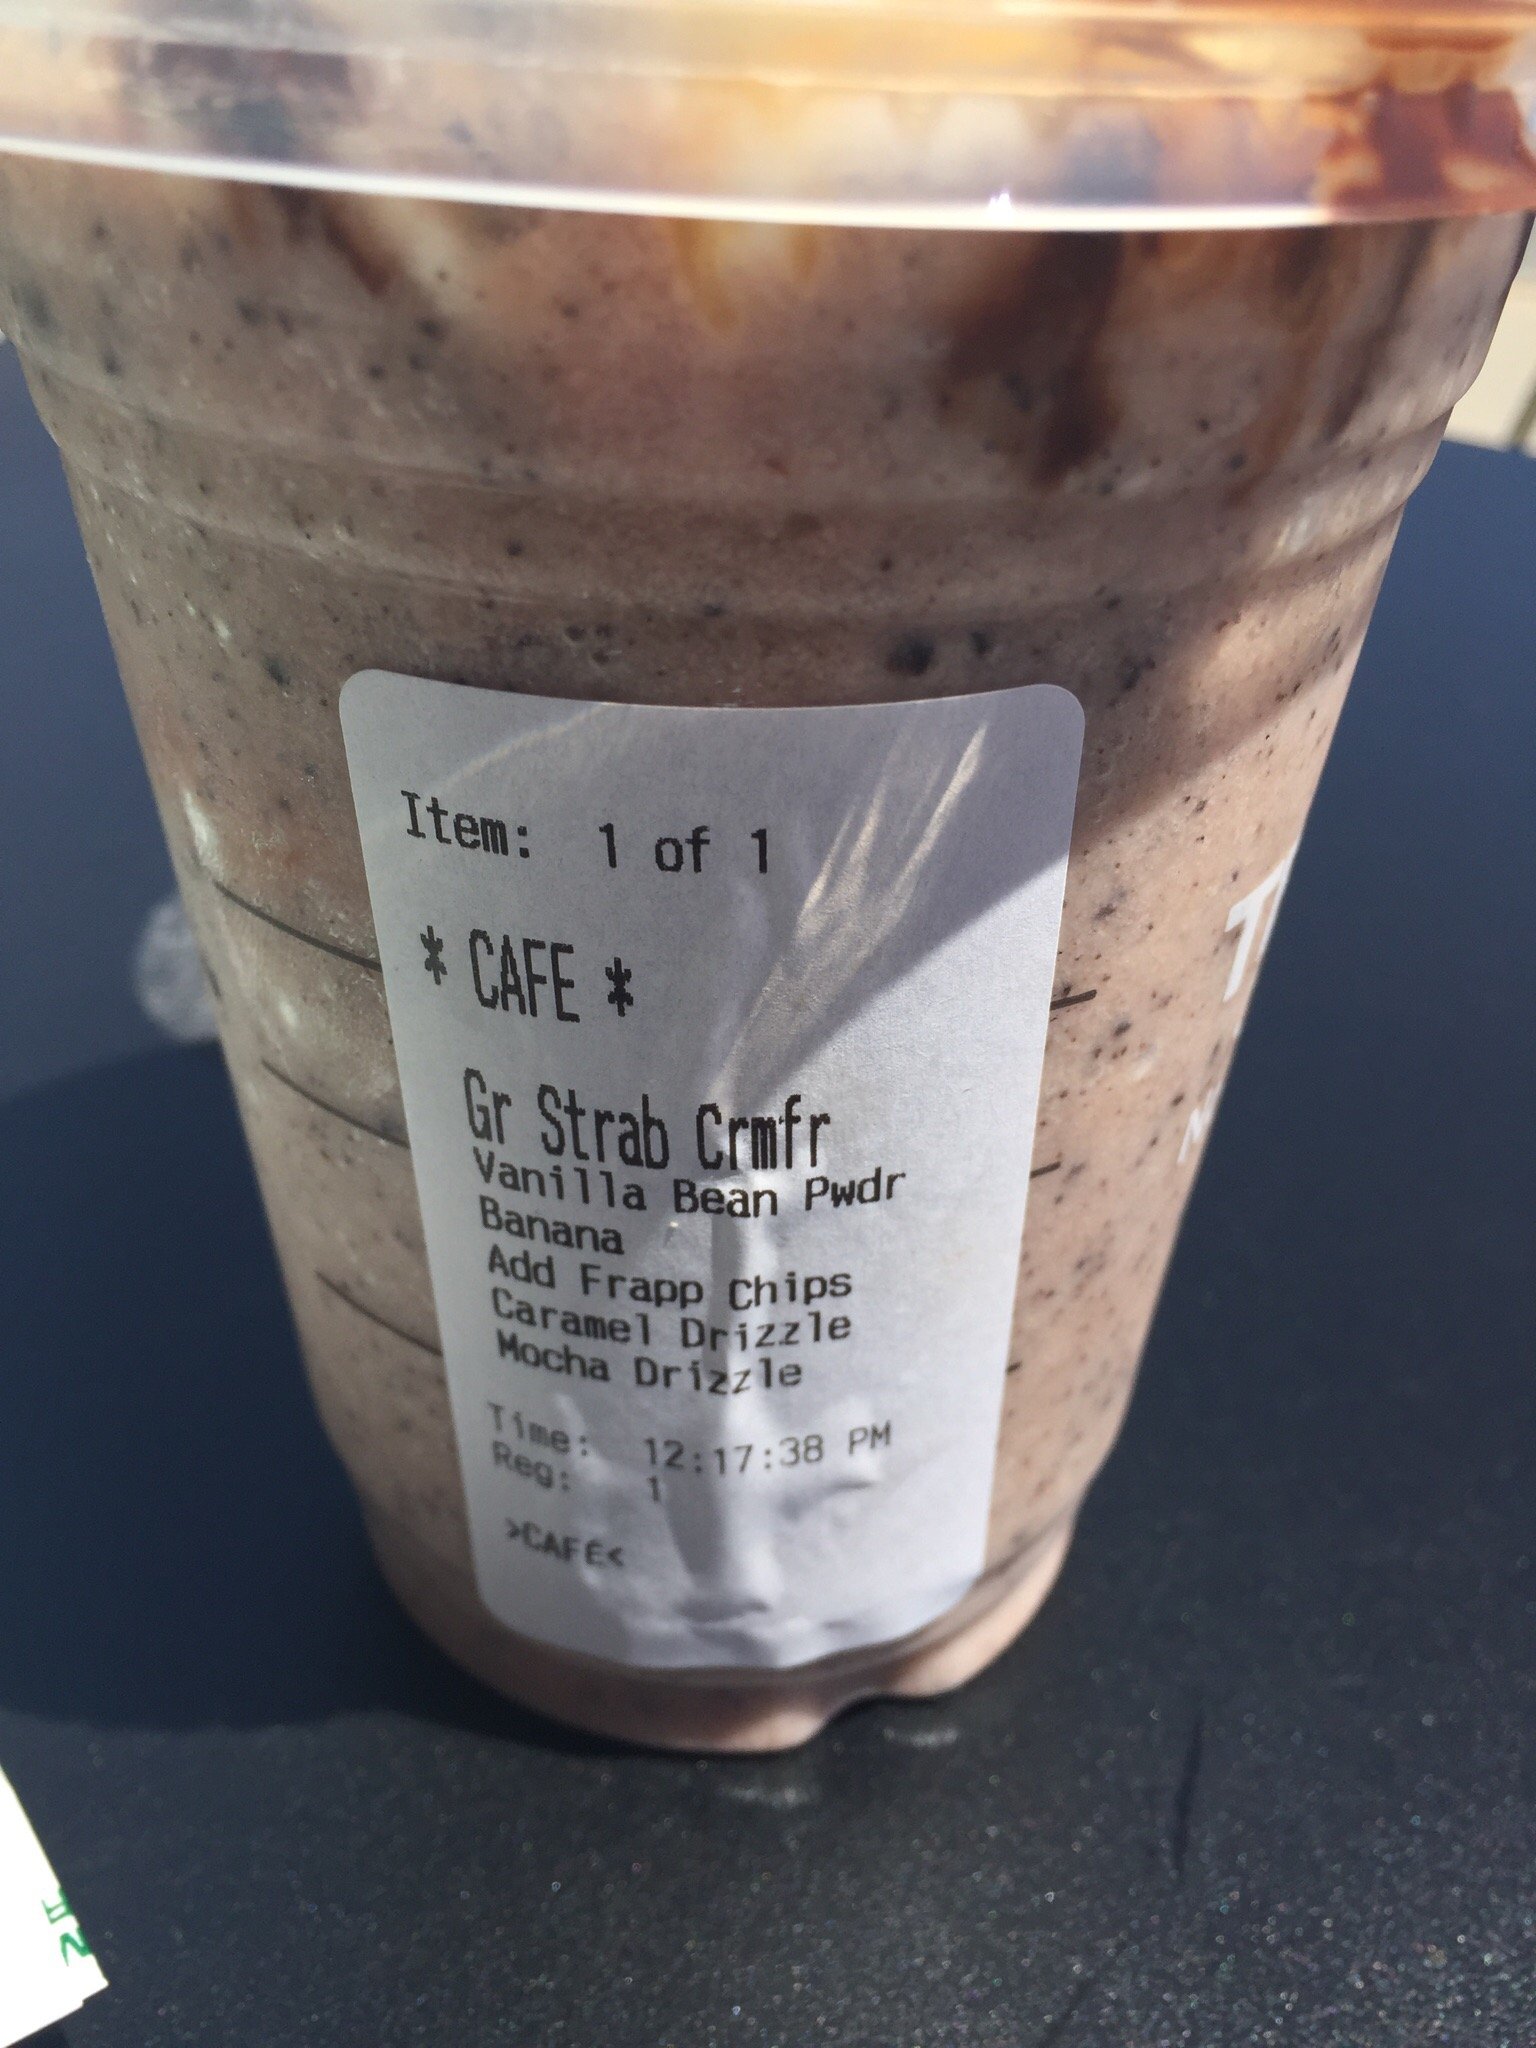 Item: 1 of 1
* CAFE *
Gr Strab Crmfr
Vanilla Bean Pwdr
Banana
Add Frapp Chips
Caramel Drizzle
Mocha Drizzle
Time: 12:17:38 PM
Reg: 1
>CAFE<